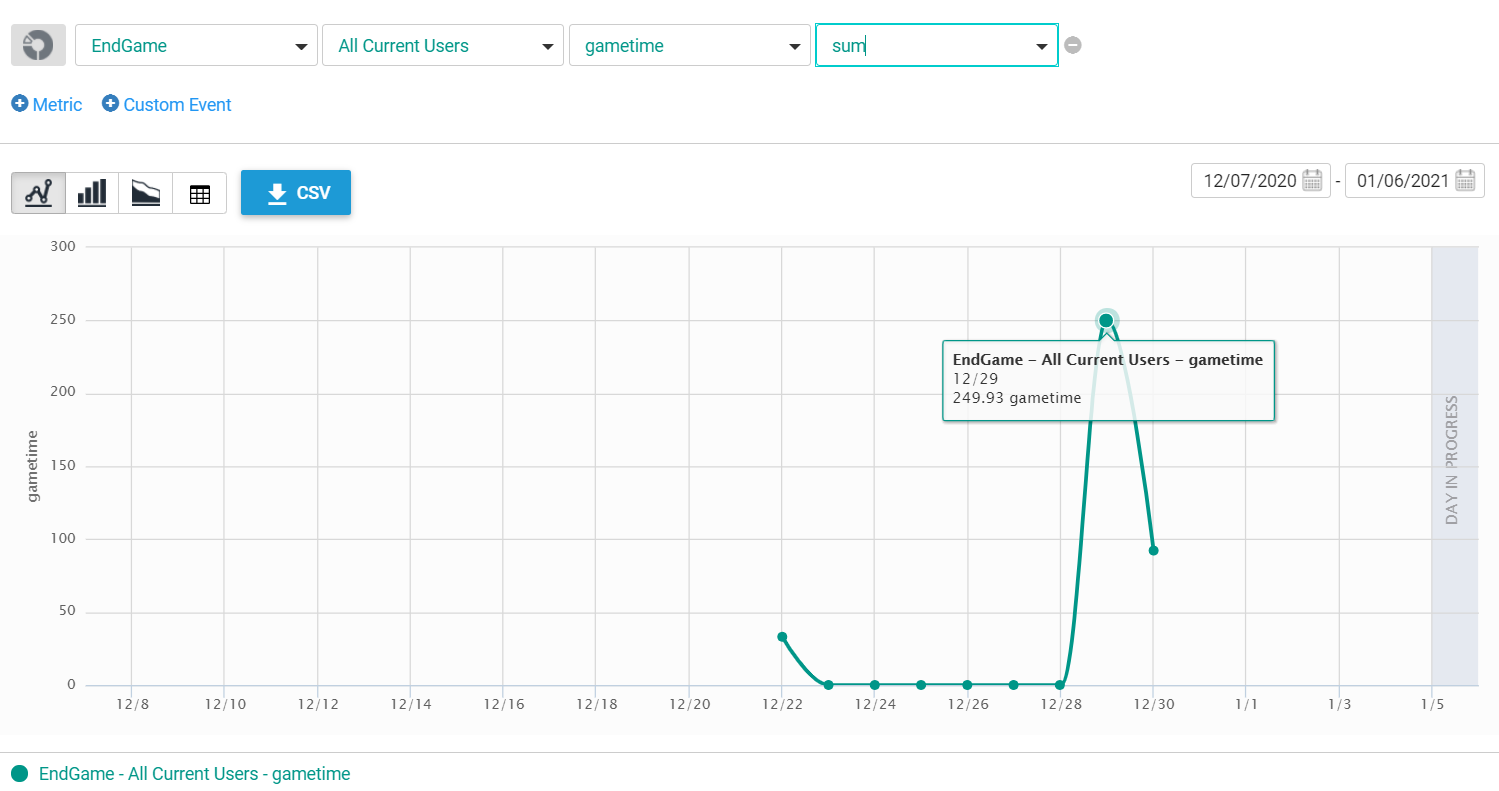 EndGame All Current Users gametime sum
Metric Custom Event
CSV 12/07/2020 - 01/06/2021
300
250
EndGame – All Current Users – gametime
12/29
249.93 gametime
200
150
100
50
0
gametime
DAY IN PROGRESS
12/8 12/10 12/12 12/14 12/16 12/18 12/20 12/22 12/24 12/26 12/28 12/30 1/1 1/3 1/5
EndGame - All Current Users - gametime